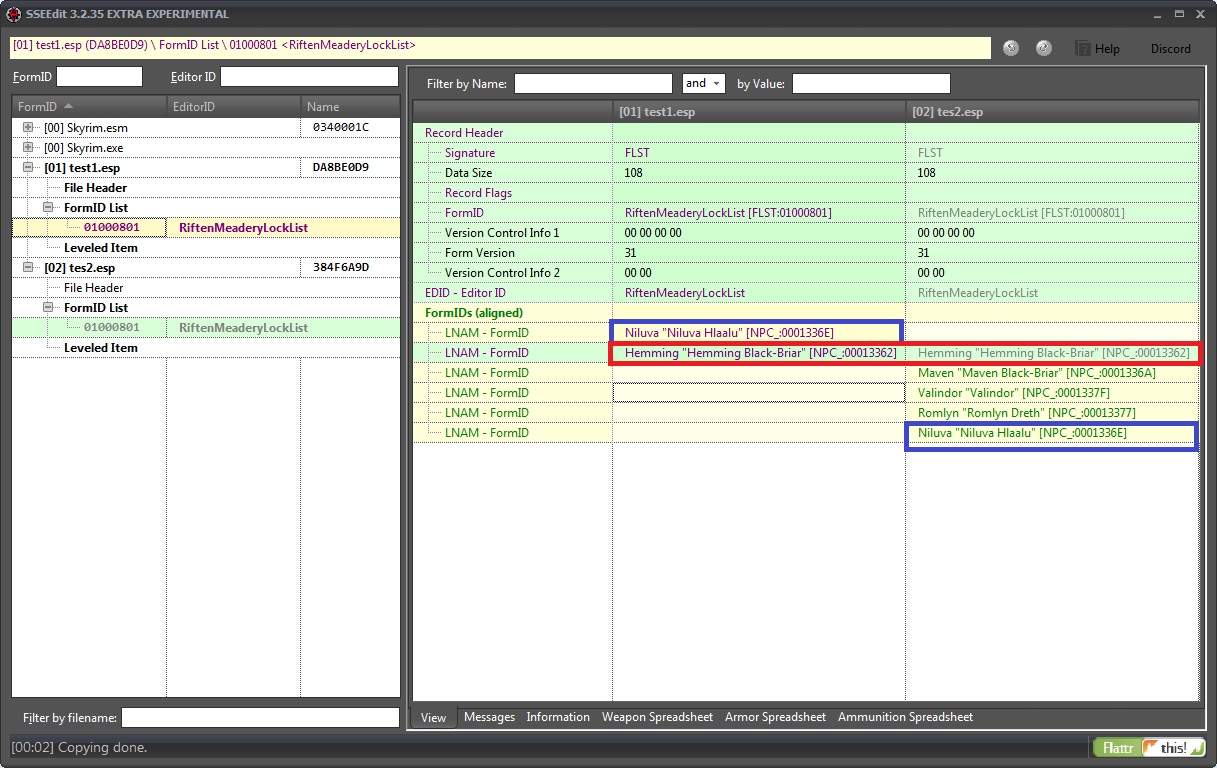 SSEEdit 3.2.35 EXTRA EXPERIMENTAL
[01] test1.esp (DA8BE0D9) \ FormID List \ 01000801 <RiftenMeaderyLockList>
Help Discord
FormID Editor ID
Filter by Name: and by Value:
FormID EditorID Name
[00] Skyrim.esm 0340001C
[00] Skyrim.exe
[01] test1.esp DA8BE0D9
File Header
FormID List
01000801 RiftenMeaderyLockList
Leveled Item
[02] tes2.esp 384F6A9D
File Header
FormID List
01000801 RiftenMeaderyLockList
Leveled Item
[01] test1.esp [02] tes2.esp
Record Header
Signature FLST FLST
Data Size 108 108
Record Flags
FormID RiftenMeaderyLockList [FLST:01000801] RiftenMeaderyLockList [FLST:01000801]
Version Control Info 1 00 00 00 00 00 00 00 00
Form Version 31 31
Version Control Info 2 00 00 00 00
EDID - Editor ID RiftenMeaderyLockList RiftenMeaderyLockList
FormIDs (aligned)
LNAM - FormID Niluva "Niluva Hlaalu" [NPC_:0001336E]
LNAM - FormID Hemming "Hemming Black-Briar" [NPC_:00013362] Hemming "Hemming Black-Briar" [NPC_:00013362]
LNAM - FormID Maven "Maven Black-Briar" [NPC_:0001336A]
LNAM - FormID Valindor "Valindor" [NPC_:0001337F]
LNAM - FormID Romlyn "Romlyn Dreth" [NPC_:00013377]
LNAM - FormID Niluva "Niluva Hlaalu" [NPC_:0001336E]
Filter by filename:
View Messages Information Weapon Spreadsheet Armor Spreadsheet Ammunition Spreadsheet
[00:02] Copying done.
Flattr this!